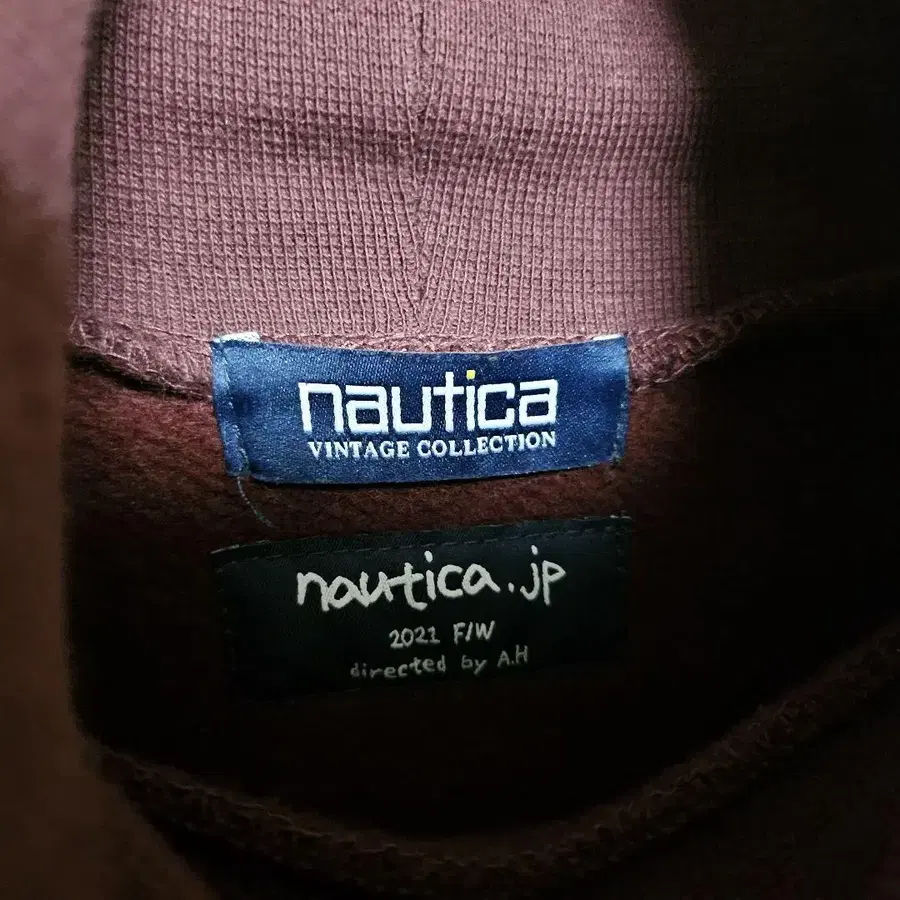 nautica
VINTAGE COLLECTION
nautica.jp
2021 F/W
directed by A.H